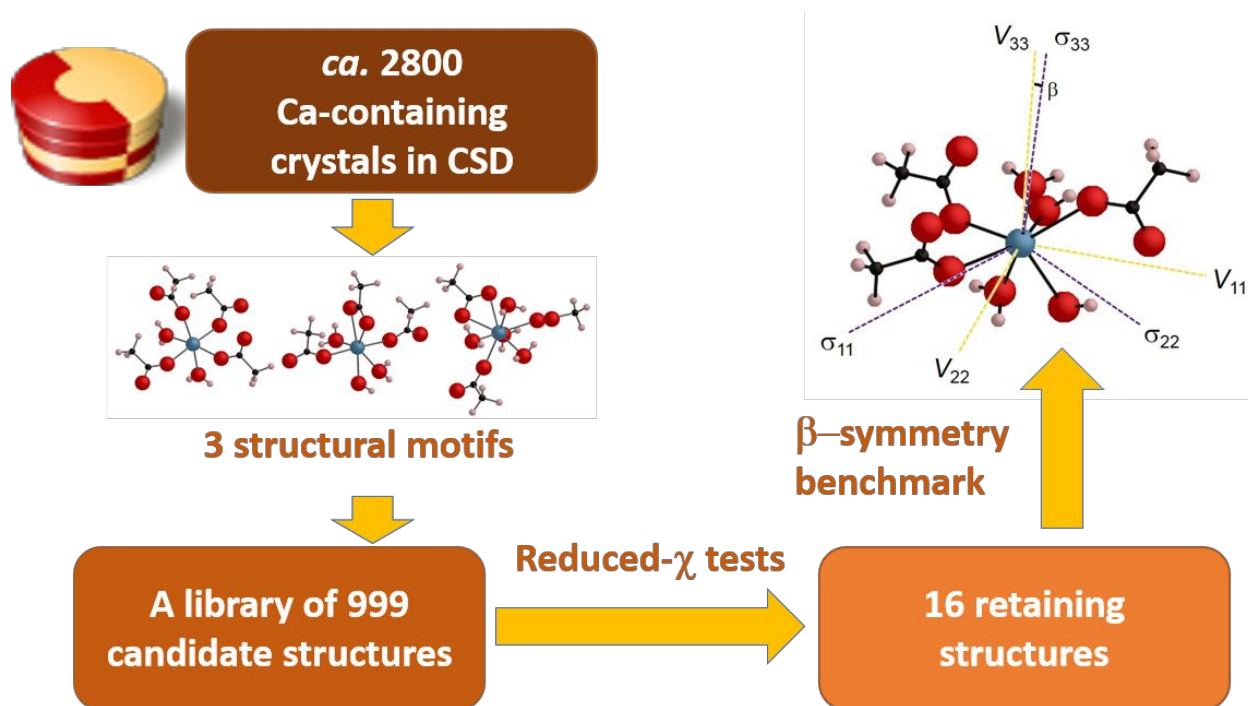 ca. 2800
Ca-containing
crystals in CSD
3 structural motifs
A library of 999
candidate structures
Reduced-χ tests
16 retaining
structures
β–symmetry
benchmark
V33
σ33
β
V11
σ11
σ22
V22